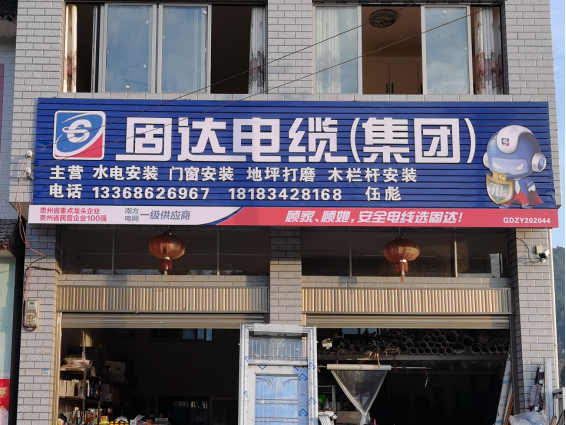 固达电缆(集团)
主营 水电安装 门窗安装 地坪打磨 木栏杆安装
电话 13368626967 18183428168 伍彪
贵州省重点龙头企业
贵州省民营企业100强
南方电网 一级供应商
顾家、顾她,安全电线选固达!
GDZY202044